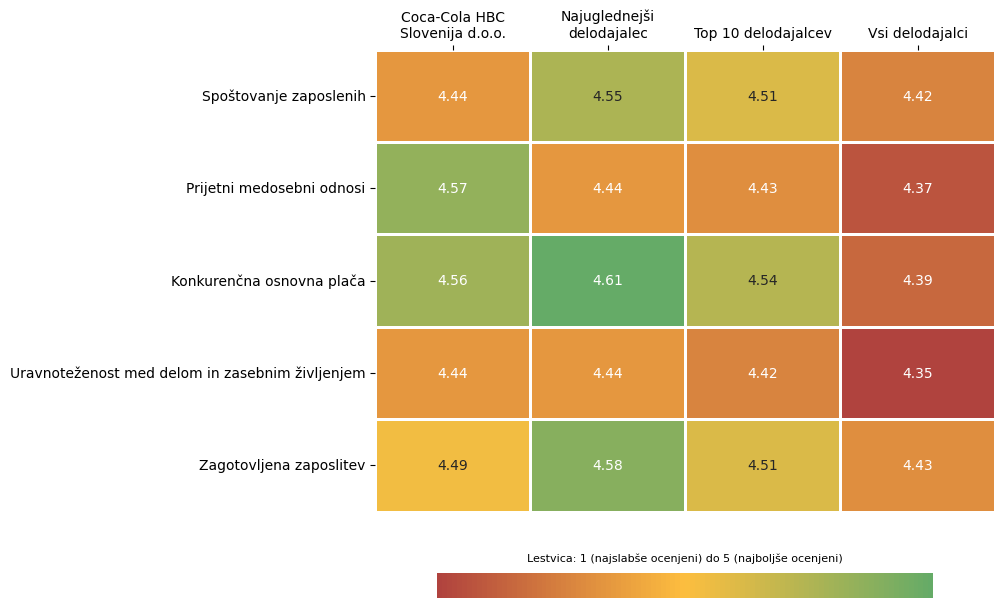 Coca-Cola HBC
Slovenija d.o.o.
Najuglednejši
delodajalec
Top 10 delodajalcev
Vsi delodajalci
Spoštovanje zaposlenih 4.44 4.55 4.51 4.42
Prijetni medosebni odnosi 4.57 4.44 4.43 4.37
Konkurenčna osnovna plača 4.56 4.61 4.54 4.39
Uravnoteženost med delom in zasebnim življenjem 4.44 4.44 4.42 4.35
Zagotovljena zaposlitev 4.49 4.58 4.51 4.43
Lestvica: 1 (najslabše ocenjeni) do 5 (najboljše ocenjeni)